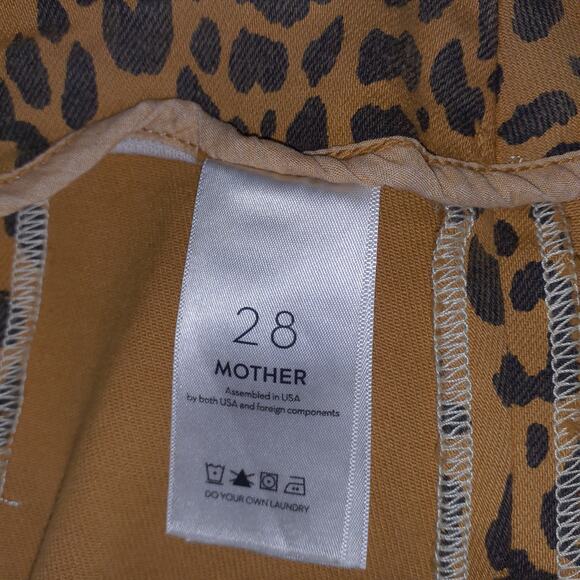 28
MOTHER
Assembled in USA
by both USA and foreign components
DO YOUR OWN LAUNDRY